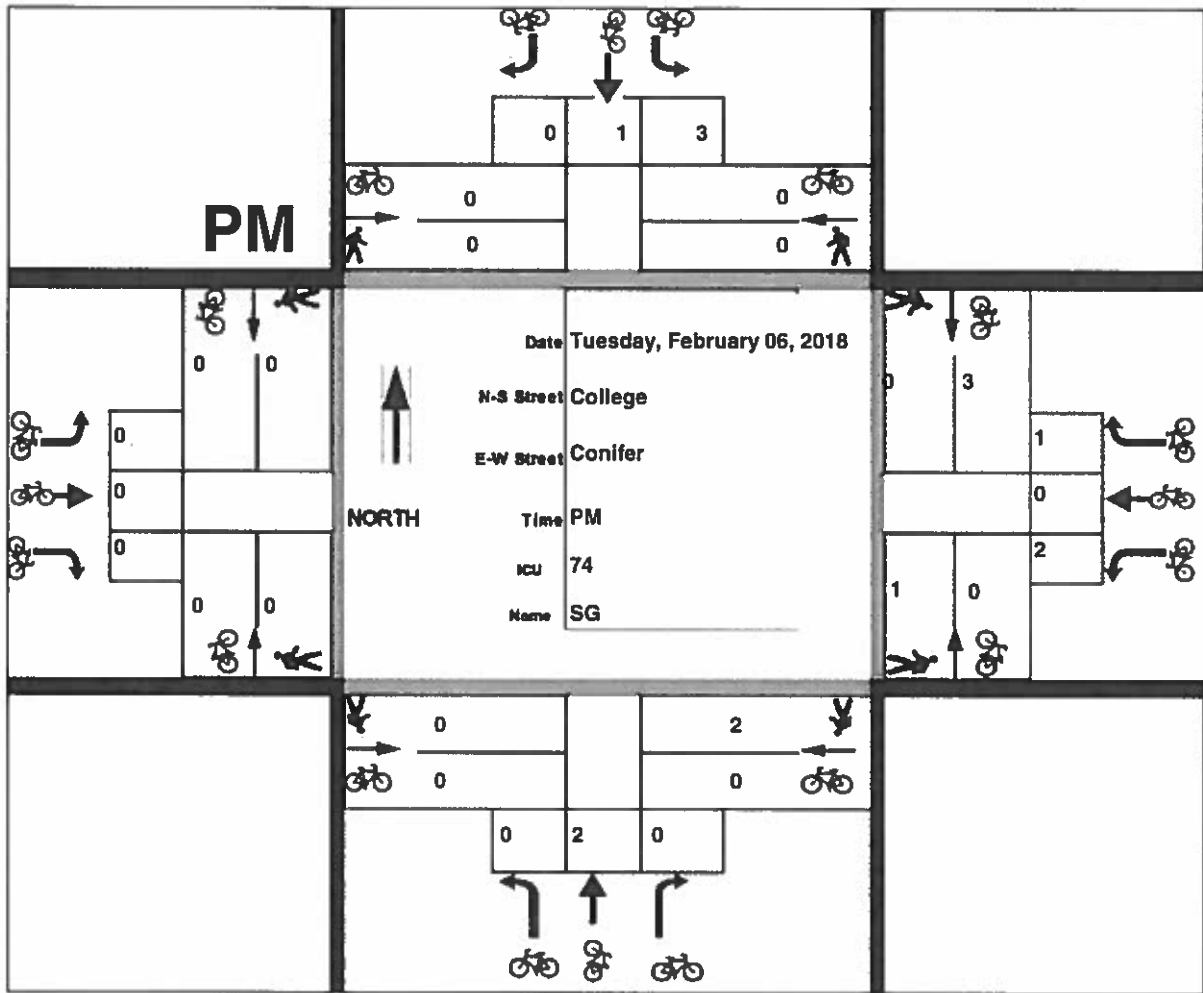 0 1 3
0 0
PM
0 0
0 0 0 3
Date Tuesday, February 06, 2018
N-S Street College
0 1
E-W Street Conifer
0 0
NORTH Time PM
0 2
ICU 74
0 0 1 0
Name SG
0 2
0 0
0 2 0